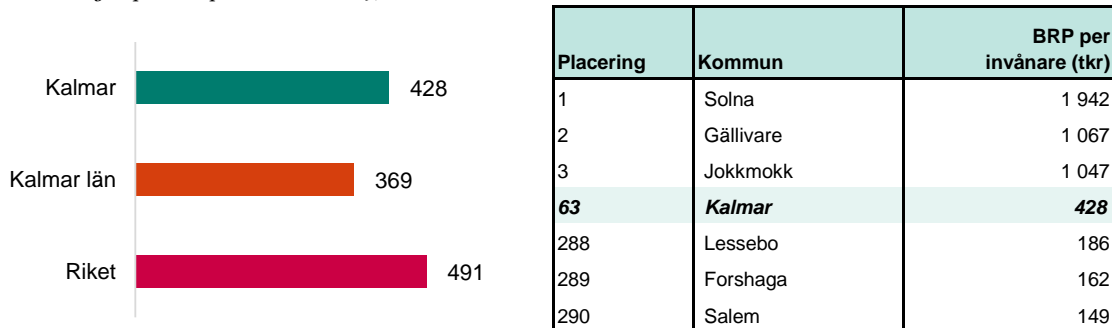 Kalmar 428
Kalmar län 369
Riket 491
BRP per
Placering Kommun invånare (tkr)
1 Solna 1 942
2 Gällivare 1 067
3 Jokkmokk 1 047
63 Kalmar 428
288 Lessebo 186
289 Forshaga 162
290 Salem 149